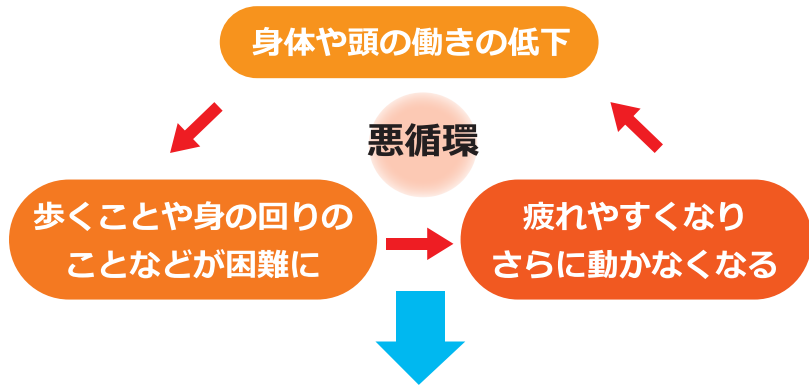 身体や頭の働きの低下
悪循環
歩くことや身の回りの
ことなどが困難に
疲れやすくなり
さらに動かなくなる